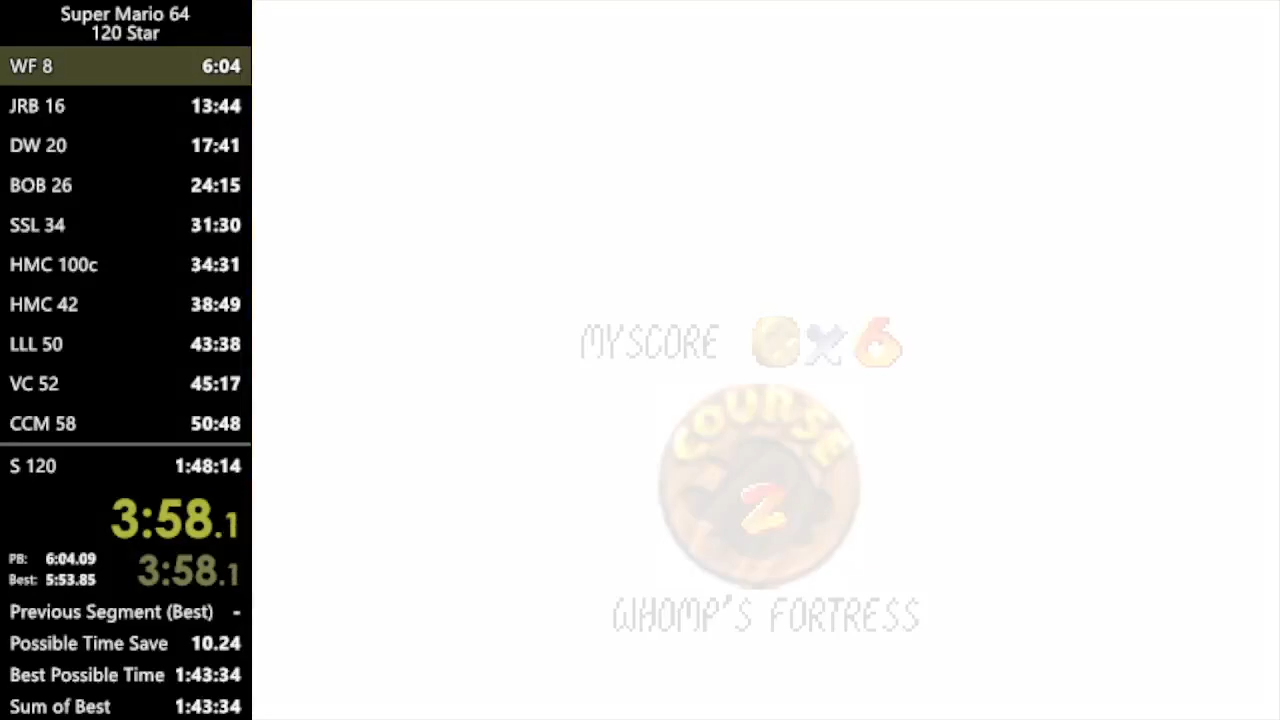 Super Mario 64
120 Star
WF 8 6:04
JRB 16 13:44
DW 20 17:41
BOB 26 24:15
SSL 34 31:30
HMC 100c 34:31
HMC 42 38:49
LLL 50 43:38
VC 52 45:17
CCM 58 50:48
S 120 1:48:14
3:58.1
PB: 6:04.09
Best: 5:53.85
3:58.1
Previous Segment (Best) -
Possible Time Save 10.24
Best Possible Time 1:43:34
Sum of Best 1:43:34
MY SCORE x 6
COURSE
2
WHOMP'S FORTRESS